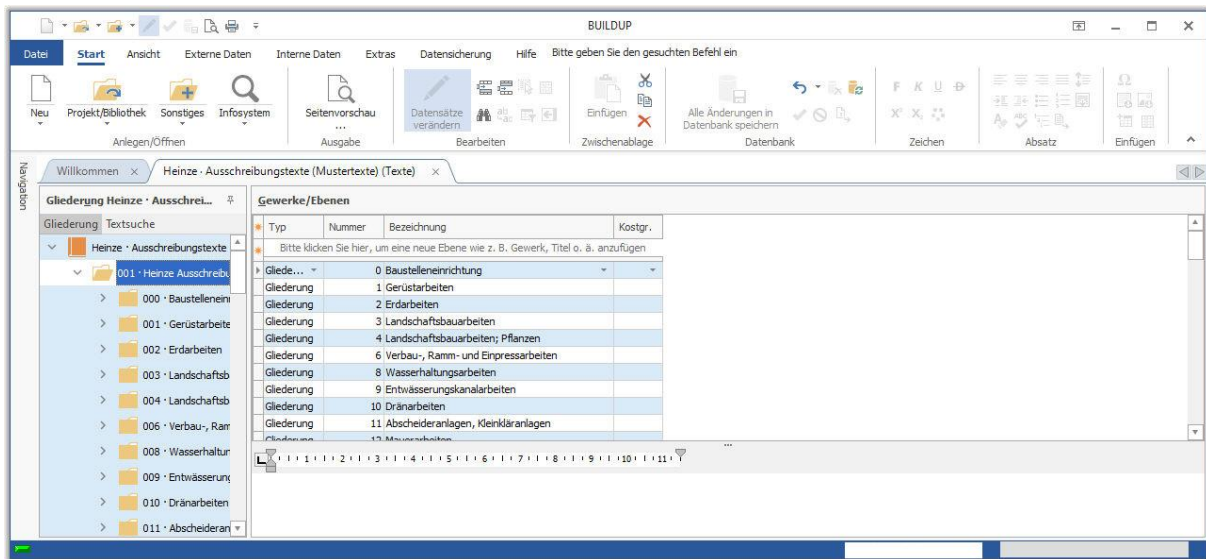 BUILDUP
Datei Start Ansicht Externe Daten Interne Daten Extras Datensicherung Hilfe Bitte geben Sie den gesuchten Befehl ein
Neu Projekt/Bibliothek Sonstiges Infosystem Seitenvorschau ... Datensätze verändern Einfügen Alle Änderungen in Datenbank speichern F K U D
Anlegen/Öffnen Ausgabe Bearbeiten Zwischenablage Datenbank Zeichen Absatz Einfügen
Navigation
Willkommen × Heinze · Ausschreibungstexte (Mustertexte) (Texte) ×
Gliederung Heinze · Ausschrei...
Gliederung Textsuche
Heinze · Ausschreibungstexte
001 · Heinze Ausschreibu
000 · Baustelleneinr
001 · Gerüstarbeite
002 · Erdarbeiten
003 · Landschaftsb
004 · Landschaftsb
006 · Verbau-, Ram
008 · Wasserhaltun
009 · Entwässerung
010 · Dränarbeiten
011 · Abscheideran
Gewerke/Ebenen
Typ Nummer Bezeichnung Kostgr.
Bitte klicken Sie hier, um eine neue Ebene wie z. B. Gewerk, Titel o. ä. anzufügen
Gliede... 0 Baustelleneinrichtung
Gliederung 1 Gerüstarbeiten
Gliederung 2 Erdarbeiten
Gliederung 3 Landschaftsbauarbeiten
Gliederung 4 Landschaftsbauarbeiten; Pflanzen
Gliederung 6 Verbau-, Ramm- und Einpressarbeiten
Gliederung 8 Wasserhaltungsarbeiten
Gliederung 9 Entwässerungskanalarbeiten
Gliederung 10 Dränarbeiten
Gliederung 11 Abscheideranlagen, Kleinkläranlagen
Gliederung 12 Mauerarbeiten
1 2 3 4 5 6 7 8 9 10 11